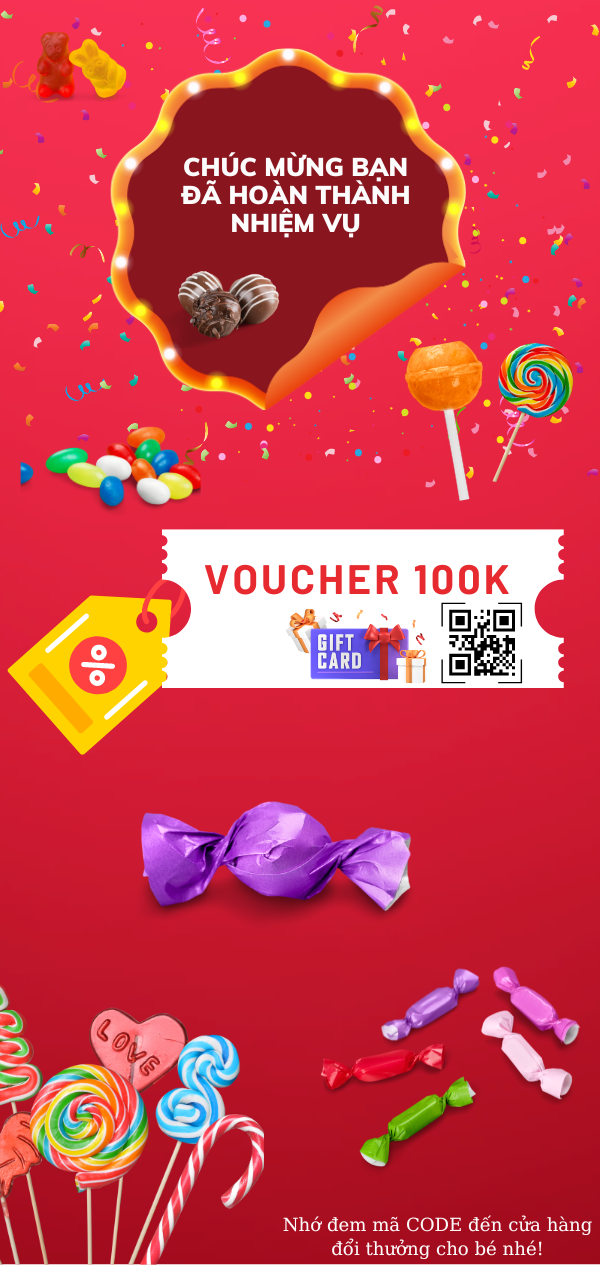 CHÚC MỪNG BẠN
ĐÃ HOÀN THÀNH
NHIỆM VỤ
VOUCHER 100K
GIFT
CARD
%
LOVE
Nhớ đem mã CODE đến cửa hàng
đổi thưởng cho bé nhé!